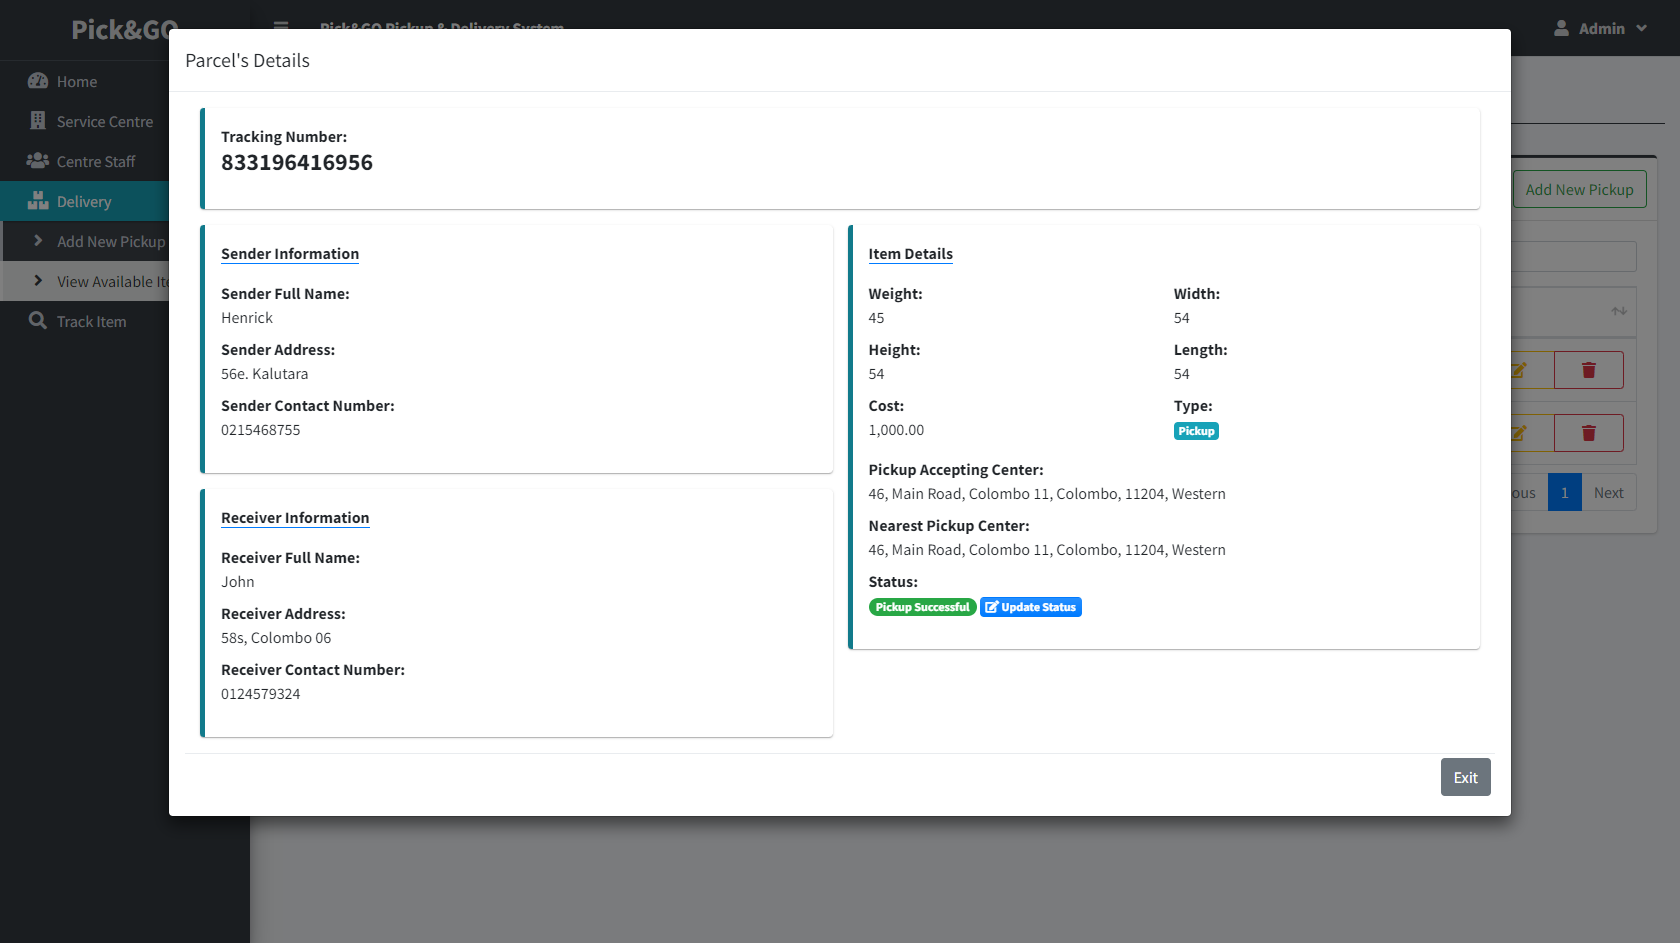 Pick&GO
Pick&GO Pickup & Delivery System
Admin
Home
Service Centre
Centre Staff
Delivery
Add New Pickup
View Available Ite
Track Item
Parcel's Details
Tracking Number:
833196416956
Sender Information
Sender Full Name:
Henrick
Sender Address:
56e. Kalutara
Sender Contact Number:
0215468755
Receiver Information
Receiver Full Name:
John
Receiver Address:
58s, Colombo 06
Receiver Contact Number:
0124579324
Item Details
Weight: Width:
45 54
Height: Length:
54 54
Cost: Type:
1,000.00 Pickup
Pickup Accepting Center:
46, Main Road, Colombo 11, Colombo, 11204, Western
Nearest Pickup Center:
46, Main Road, Colombo 11, Colombo, 11204, Western
Status:
Pickup Successful Update Status
Exit
Add New Pickup
ous 1 Next